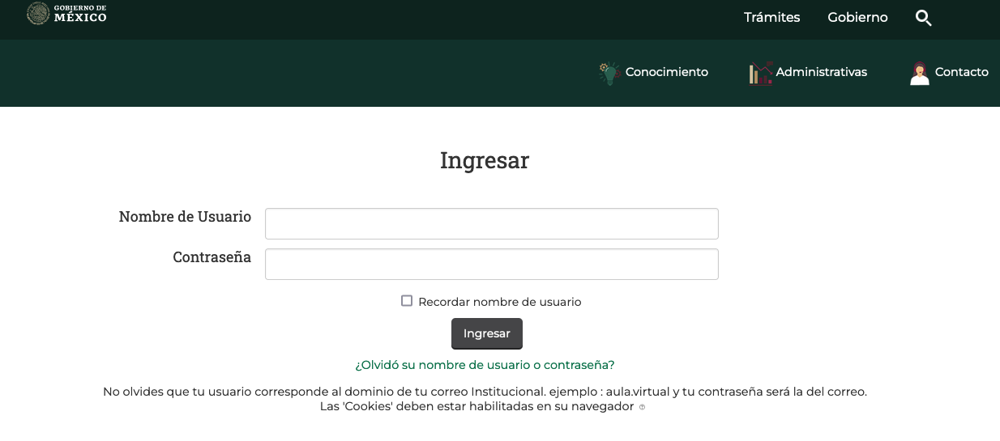 GOBIERNO DE
MÉXICO
Trámites
Gobierno
Conocimiento
Administrativas
Contacto
Ingresar
Nombre de Usuario
Contraseña
Recordar nombre de usuario
Ingresar
¿Olvidó su nombre de usuario o contraseña?
No olvides que tu usuario corresponde al dominio de tu correo Institucional. ejemplo : aula.virtual y tu contraseña será la del correo.
Las 'Cookies' deben estar habilitadas en su navegador